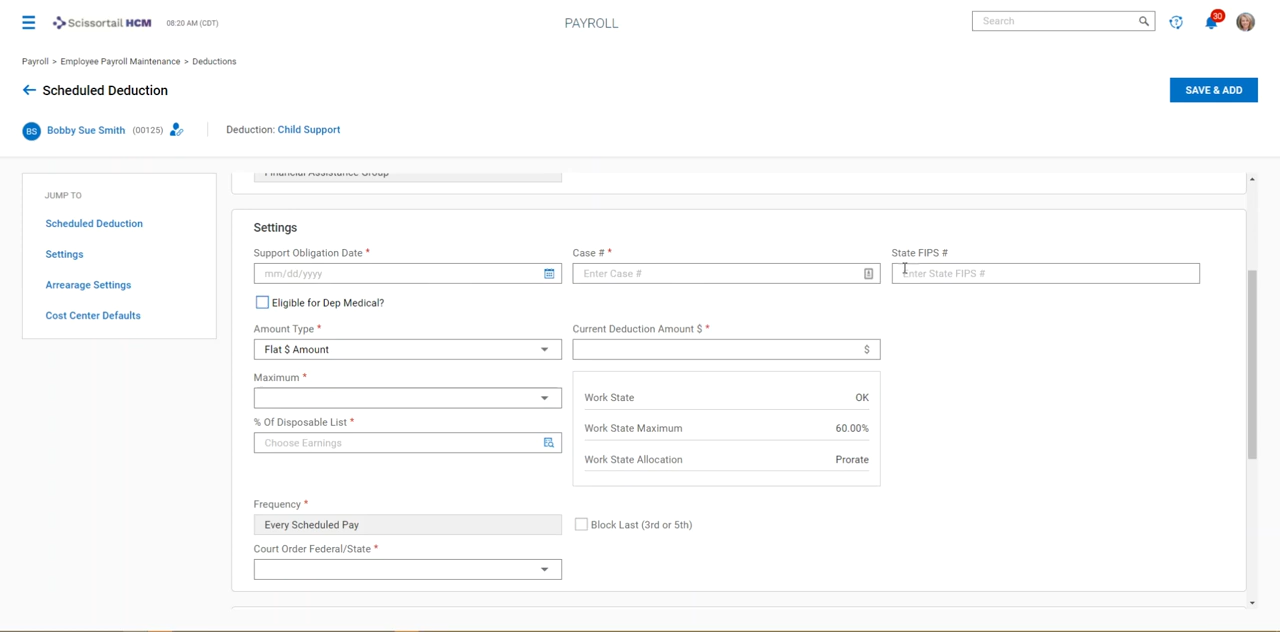 Scissortail HCM 08:20 AM (CDT) PAYROLL Search 30
Payroll > Employee Payroll Maintenance > Deductions
Scheduled Deduction SAVE & ADD
BS Bobby Sue Smith (00125) Deduction: Child Support
JUMP TO
Scheduled Deduction
Settings
Arrearage Settings
Cost Center Defaults
Financial Assistance Group
Settings
Support Obligation Date * Case # * State FIPS #
mm/dd/yyyy Enter Case # Enter State FIPS #
Eligible for Dep Medical?
Amount Type * Current Deduction Amount $ *
Flat $ Amount $
Maximum *
Work State OK
% Of Disposable List *
Work State Maximum 60.00%
Choose Earnings
Work State Allocation Prorate
Frequency *
Every Scheduled Pay Block Last (3rd or 5th)
Court Order Federal/State *